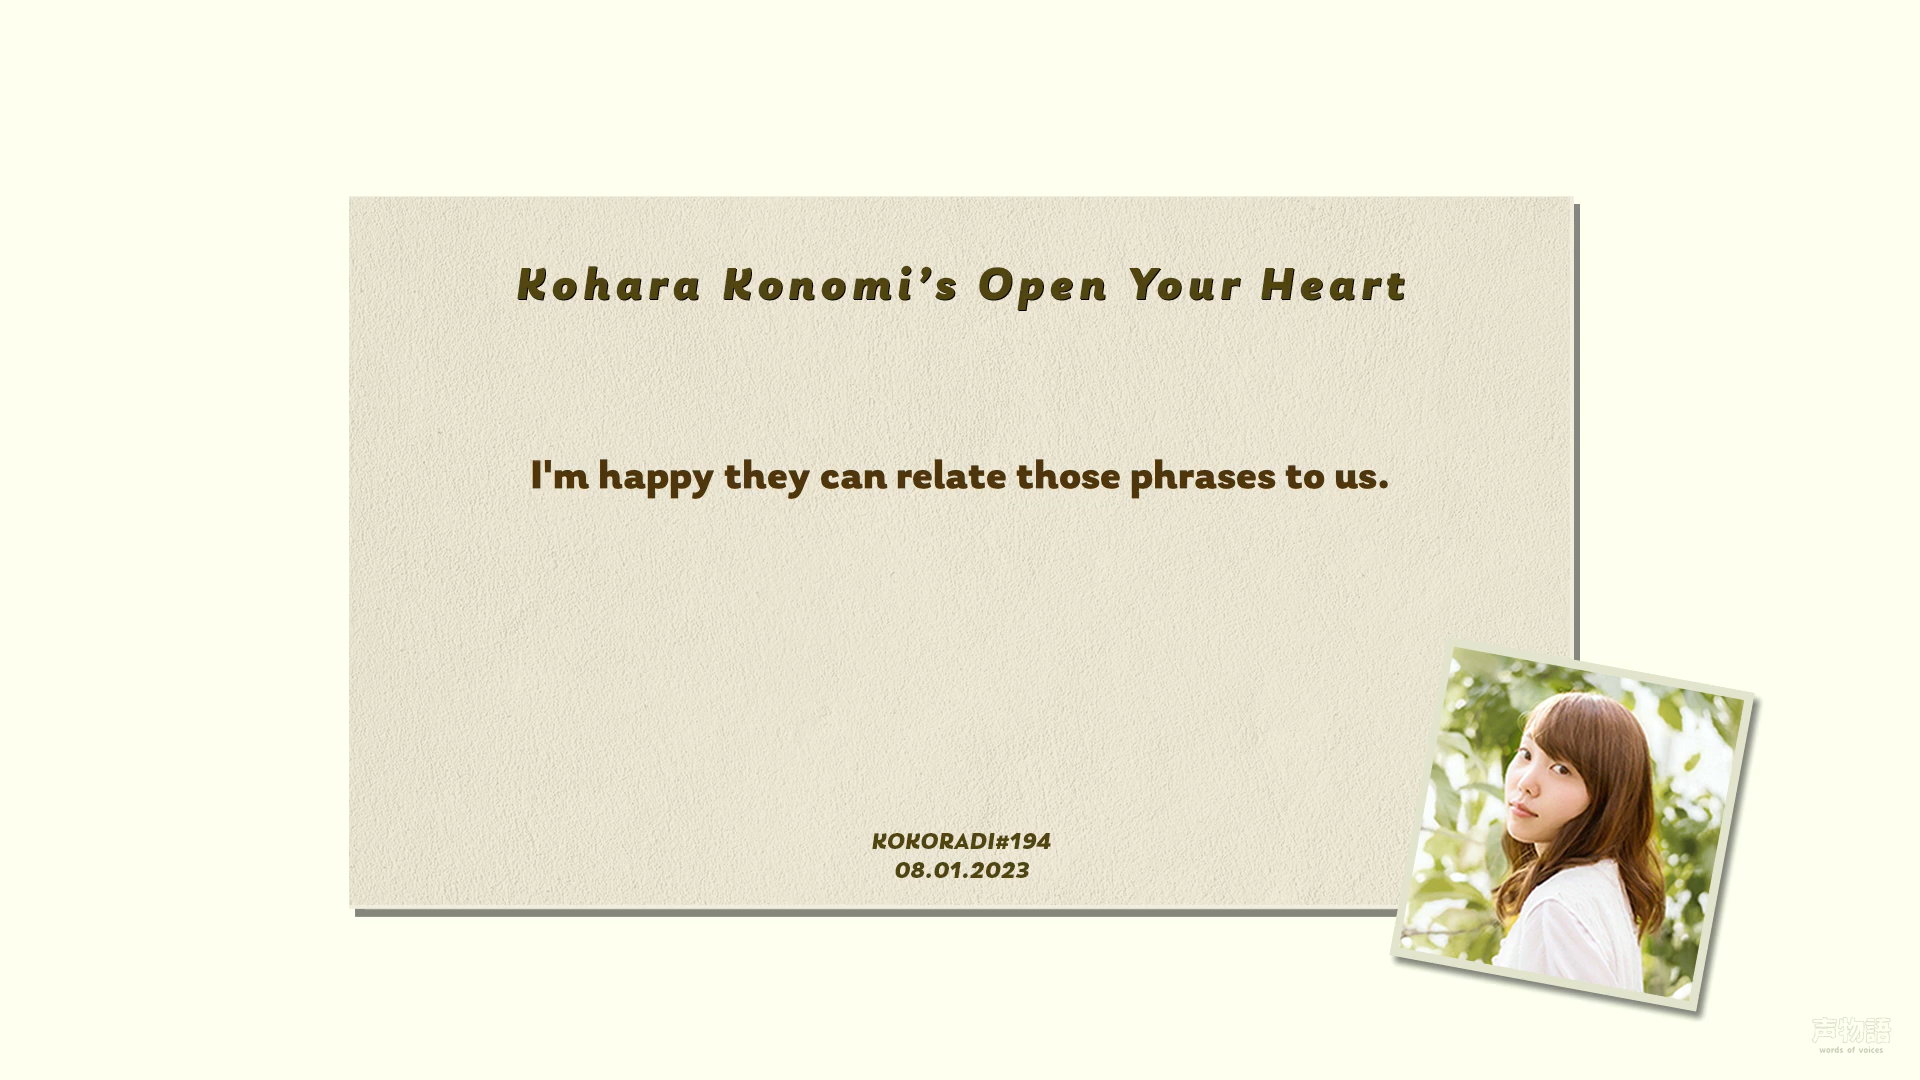 Kohara Konomi’s Open Your Heart
I'm happy they can relate those phrases to us.
KOKORADI#194
08.01.2023
声物語
words of voices